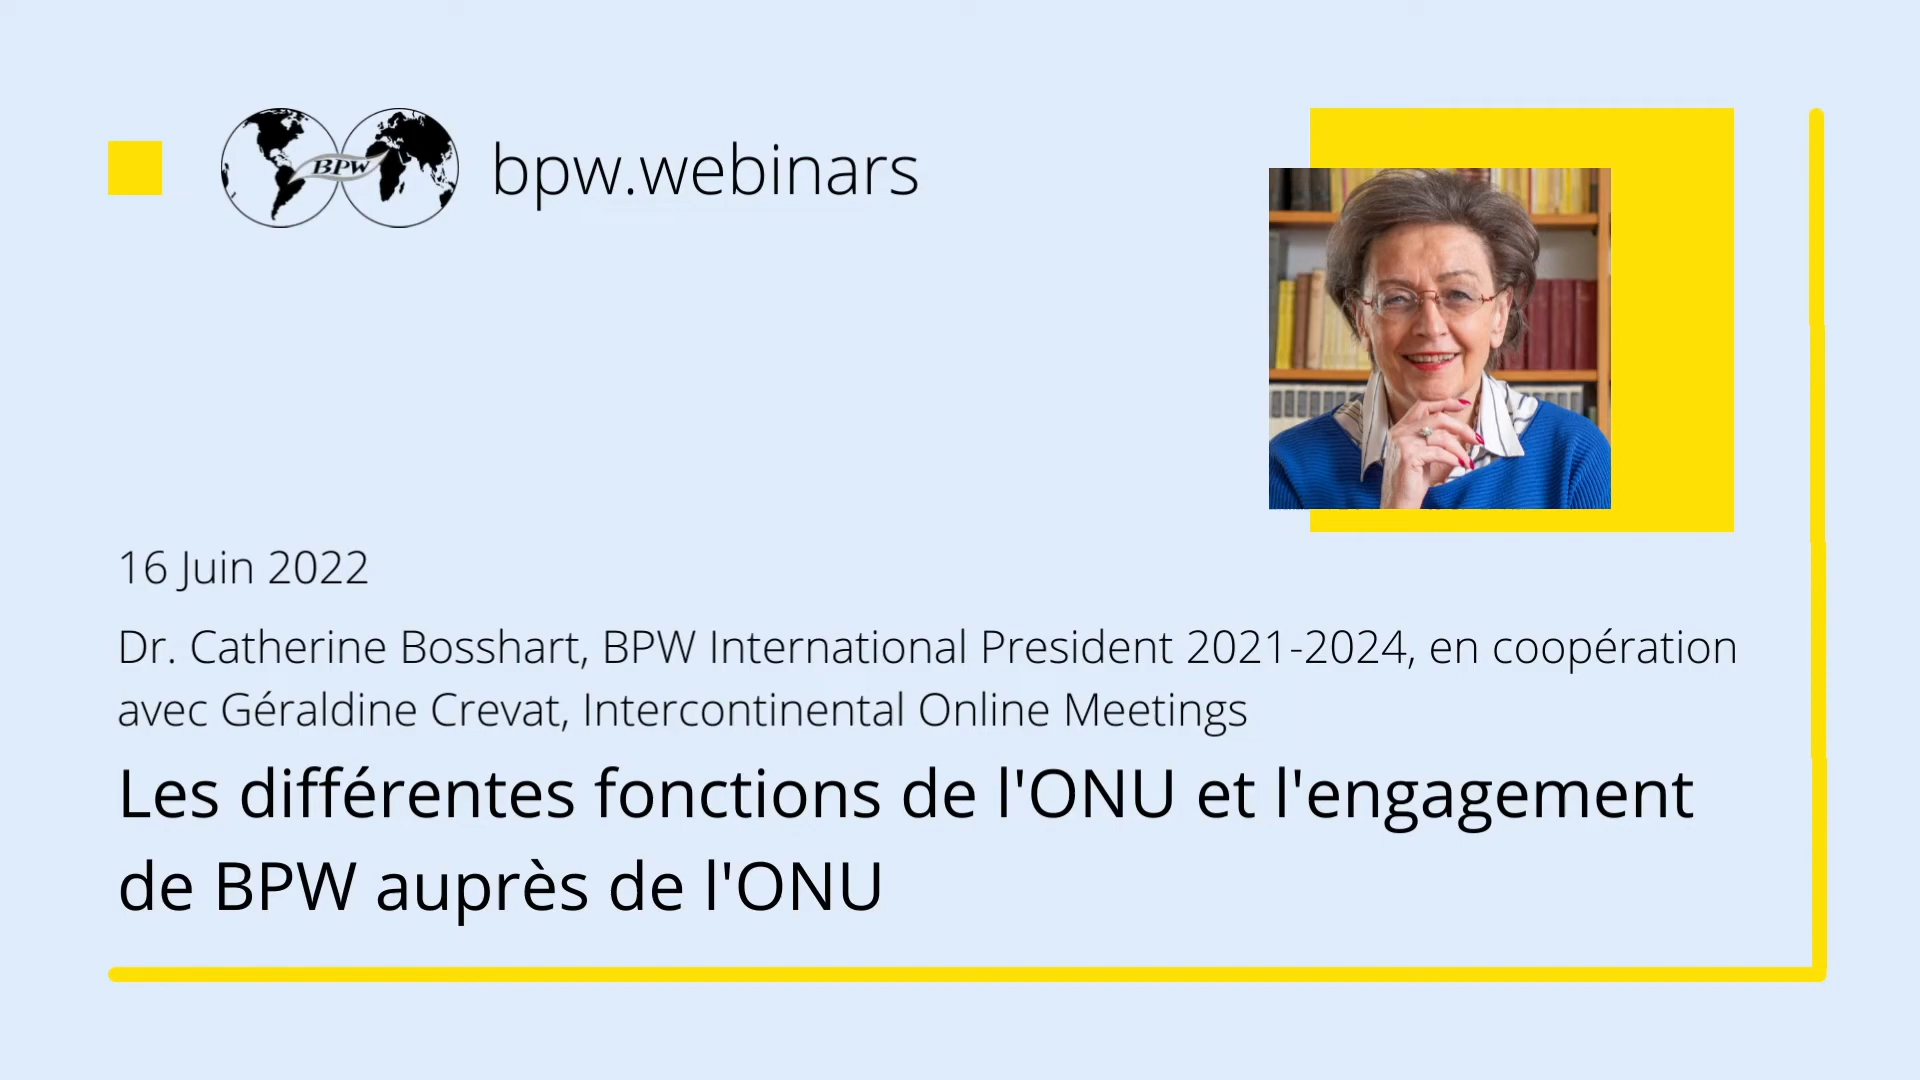 BPW
bpw.webinars
16 Juin 2022
Dr. Catherine Bosshart, BPW International President 2021-2024, en coopération
avec Géraldine Crevat, Intercontinental Online Meetings
Les différentes fonctions de l'ONU et l'engagement
de BPW auprès de l'ONU